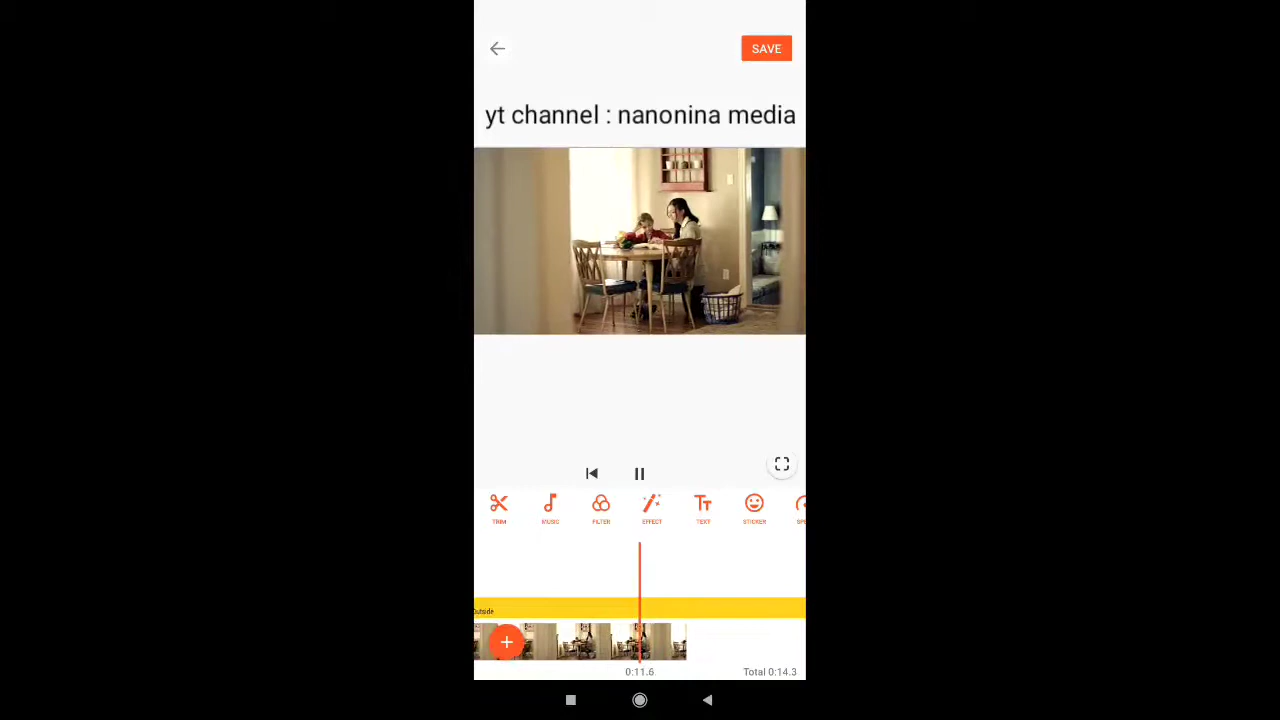 SAVE
yt channel : nanonina media
TRIM MUSIC FILTER EFFECT TEXT STICKER
0:11.6 Total 0:14.3